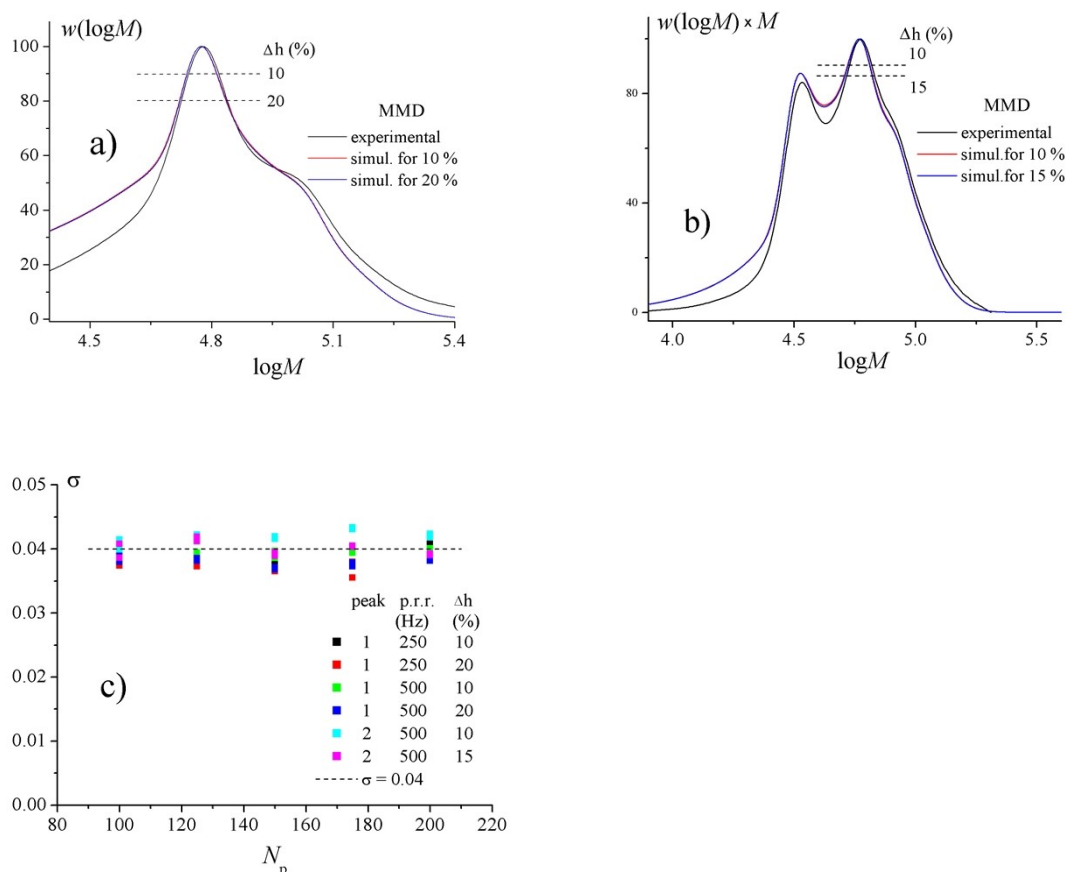 w(logM)
Δh (%)
100
10
80
20
MMD
a)
experimental
60
simul. for 10 %
simul. for 20 %
40
20
0
4.5 4.8 5.1 5.4
logM
w(logM) × M
Δh (%)
10
15
80
MMD
experimental
simul.for 10 %
simul.for 15 %
40
b)
0
4.0 4.5 5.0 5.5
logM
σ
0.05
0.04
0.03
peak p.r.r. Δh
(Hz) (%)
1 250 10
0.02
1 250 20
c)
1 500 10
1 500 20
0.01
2 500 10
2 500 15
σ = 0.04
0.00
80 100 120 140 160 180 200 220
Np